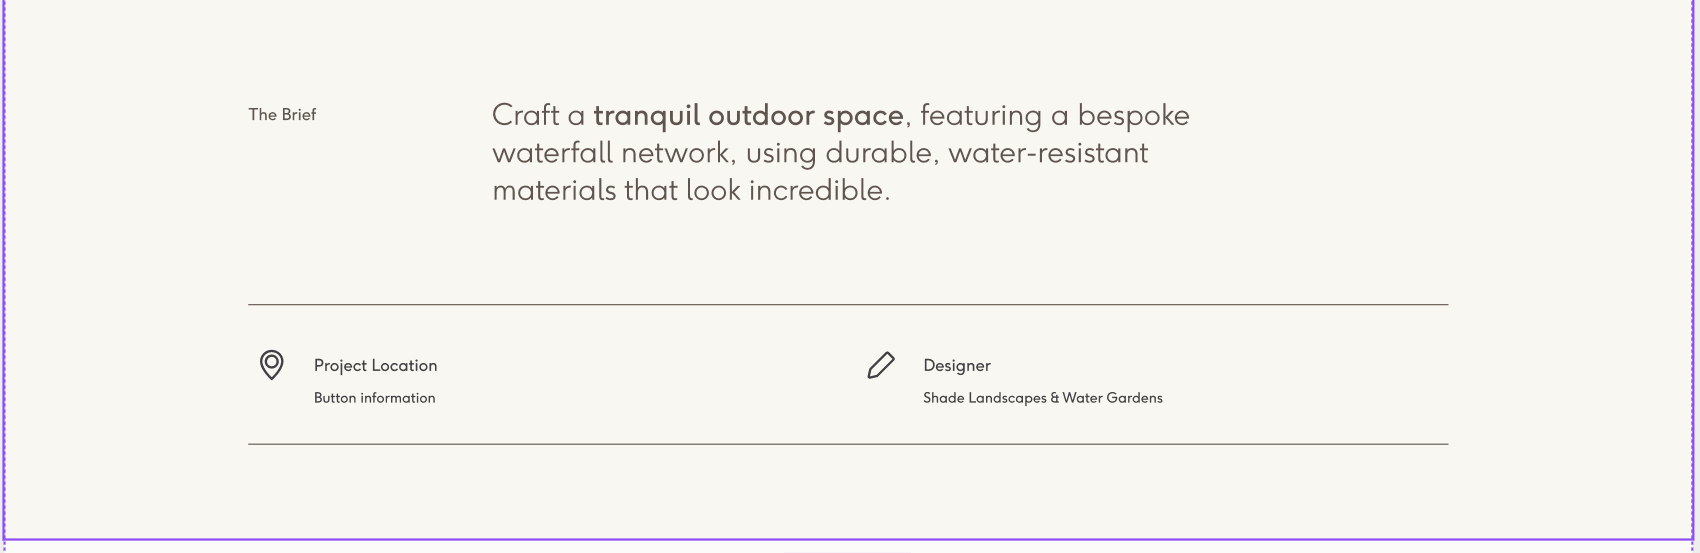 The Brief
Craft a tranquil outdoor space, featuring a bespoke
waterfall network, using durable, water-resistant
materials that look incredible.
Project Location
Button information
Designer
Shade Landscapes & Water Gardens